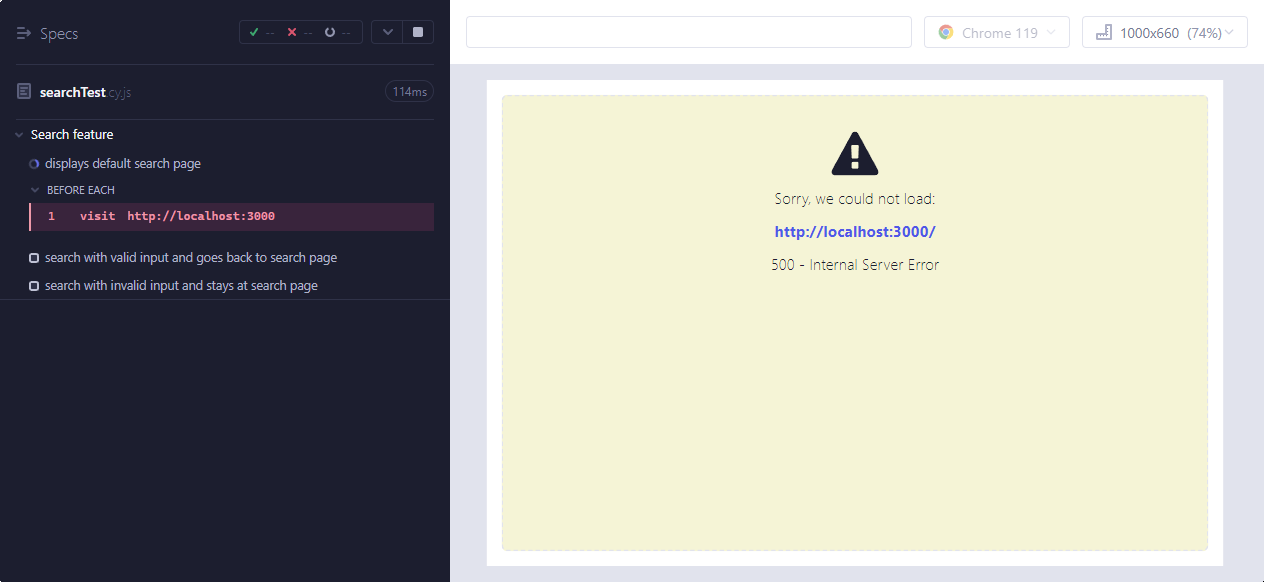 Specs
-- -- --
searchTest.cy.js 114ms
Search feature
displays default search page
BEFORE EACH
1 visit http://localhost:3000
search with valid input and goes back to search page
search with invalid input and stays at search page
Chrome 119 1000x660 (74%)
Sorry, we could not load:
http://localhost:3000/
500 - Internal Server Error